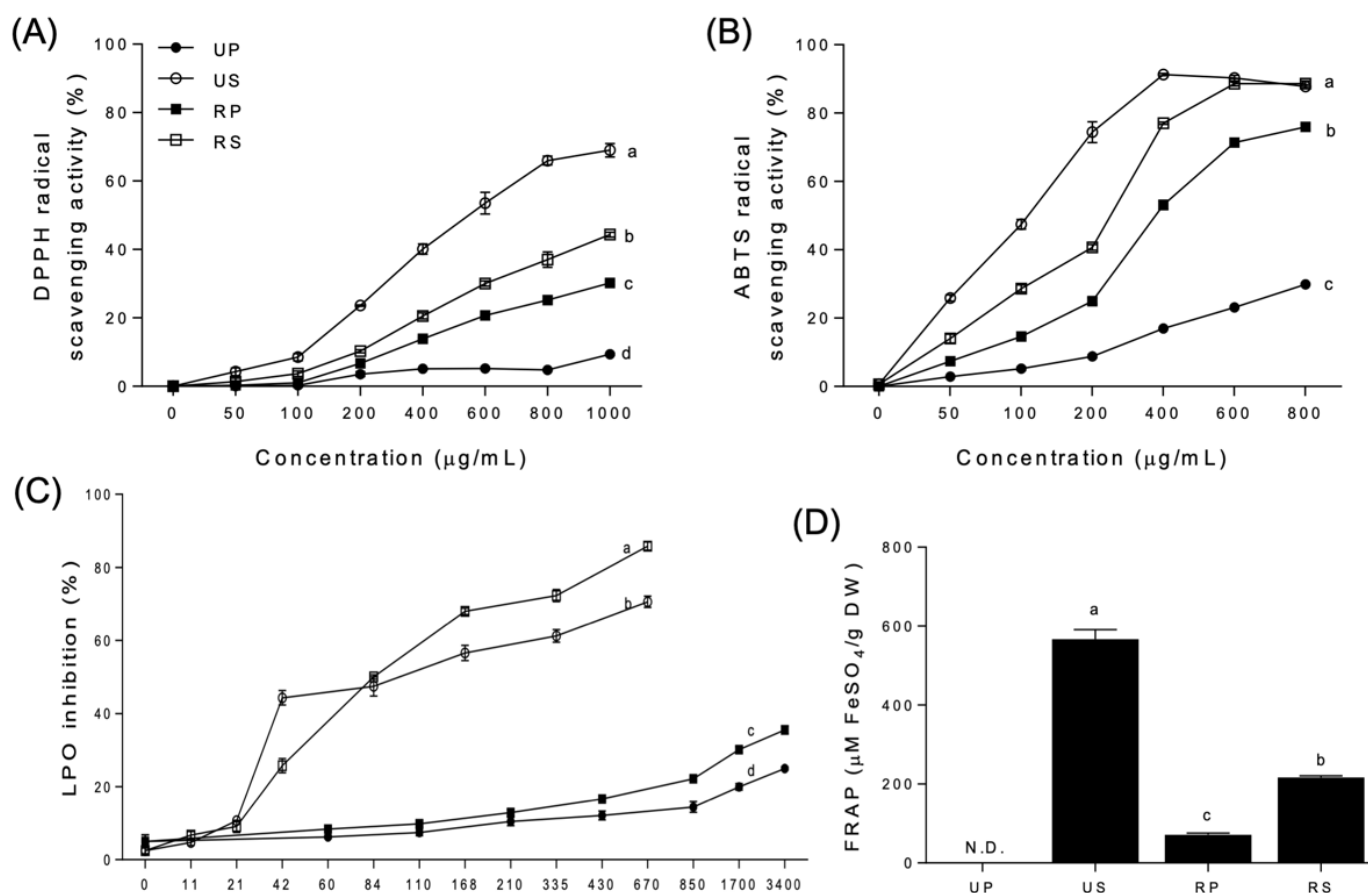 (A)
100
80
60
40
20
0
DPPH radical
scavenging activity (%)
UP
US
RP
RS
a
b
c
d
0 50 100 200 400 600 800 1000
Concentration (μg/mL)
(B)
100
80
60
40
20
0
ABTS radical
scavenging activity (%)
a
b
c
0 50 100 200 400 600 800
Concentration (μg/mL)
(C)
100
80
60
40
20
0
LPO inhibition (%)
a
b
c
d
0 11 21 42 60 84 110 168 210 335 430 670 850 1700 3400
(D)
800
600
400
200
0
FRAP (μM FeSO4/g DW)
N.D.
a
c
b
UP US RP RS